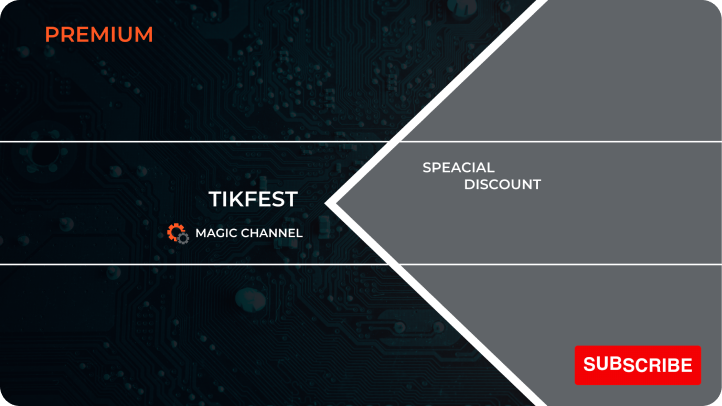 PREMIUM
SPEACIAL
DISCOUNT
TIKFEST
MAGIC CHANNEL
SUBSCRIBE